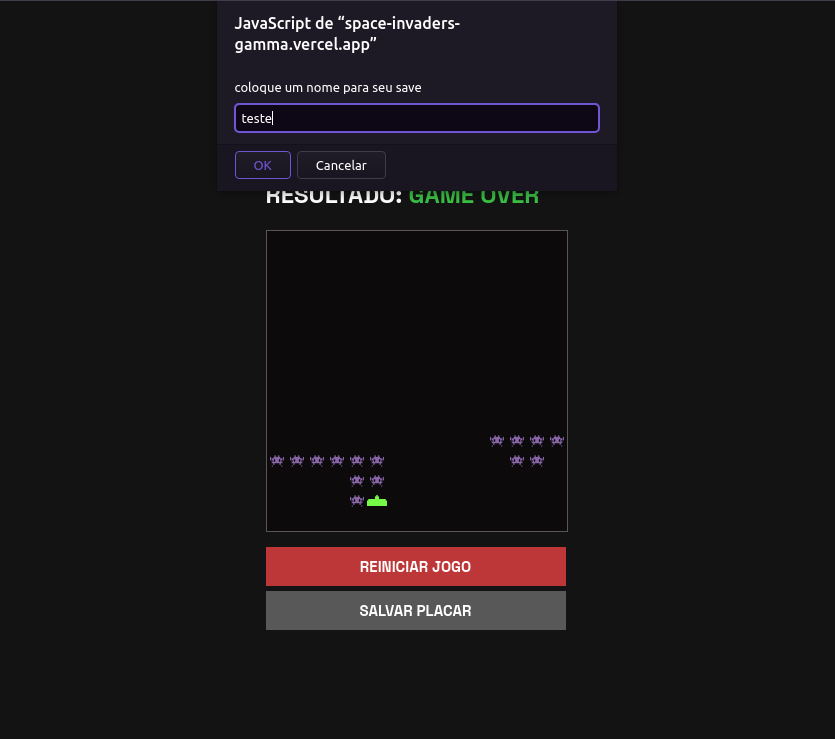 JavaScript de “space-invaders-
gamma.vercel.app”
coloque um nome para seu save
teste
OK
Cancelar
RESULTADO: GAME OVER
REINICIAR JOGO
SALVAR PLACAR